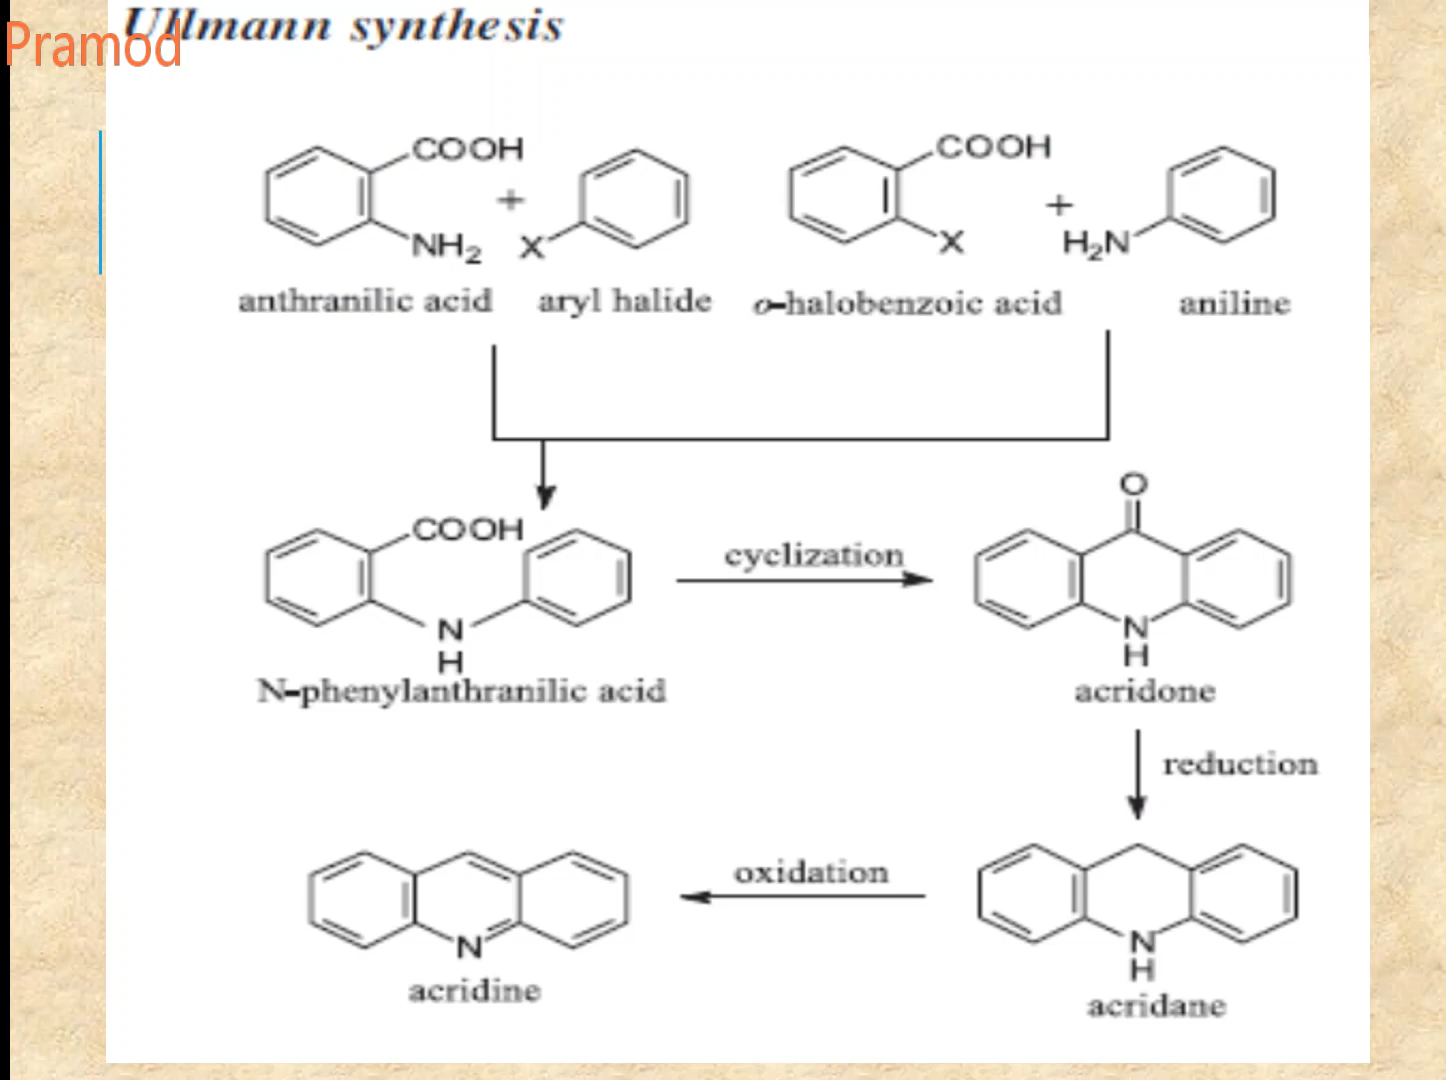 Ullmann synthesis
Pramod
COOH
NH2
+
X
COOH
X
+
H2N
anthranilic acid
aryl halide
o-halobenzoic acid
aniline
COOH
N
H
N-phenylanthranilic acid
cyclization
O
N
H
acridone
reduction
N
H
acridane
oxidation
N
acridine